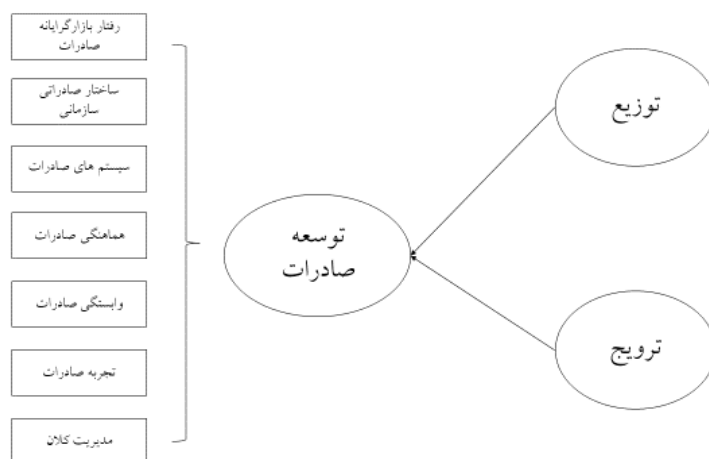 رفتار بازارگرایانه
صادرات
ساختار صادراتی
سازمانی
سیستم های صادرات
هماهنگی صادرات
وابستگی صادرات
تجربه صادرات
مدیریت کلان
توسعه
صادرات
توزیع
ترویج